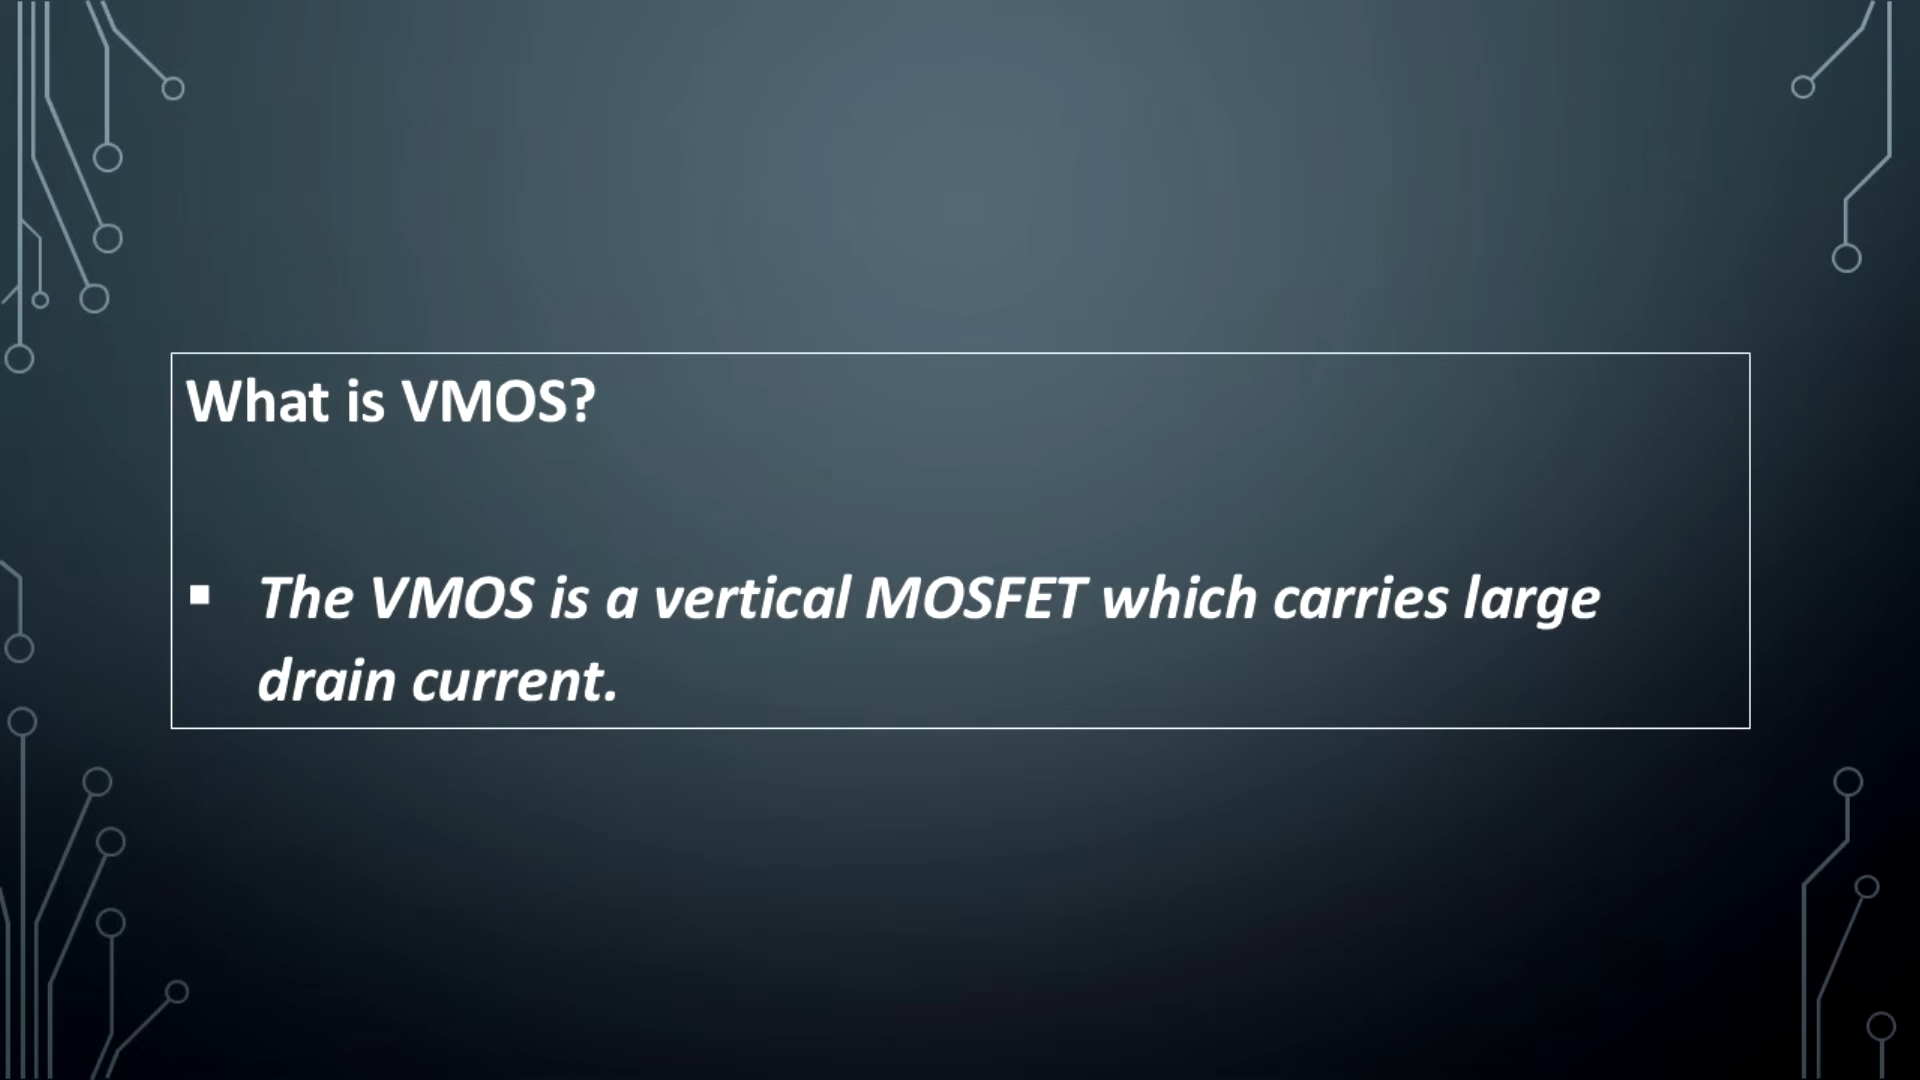 What is VMOS?
▪ The VMOS is a vertical MOSFET which carries large
drain current.